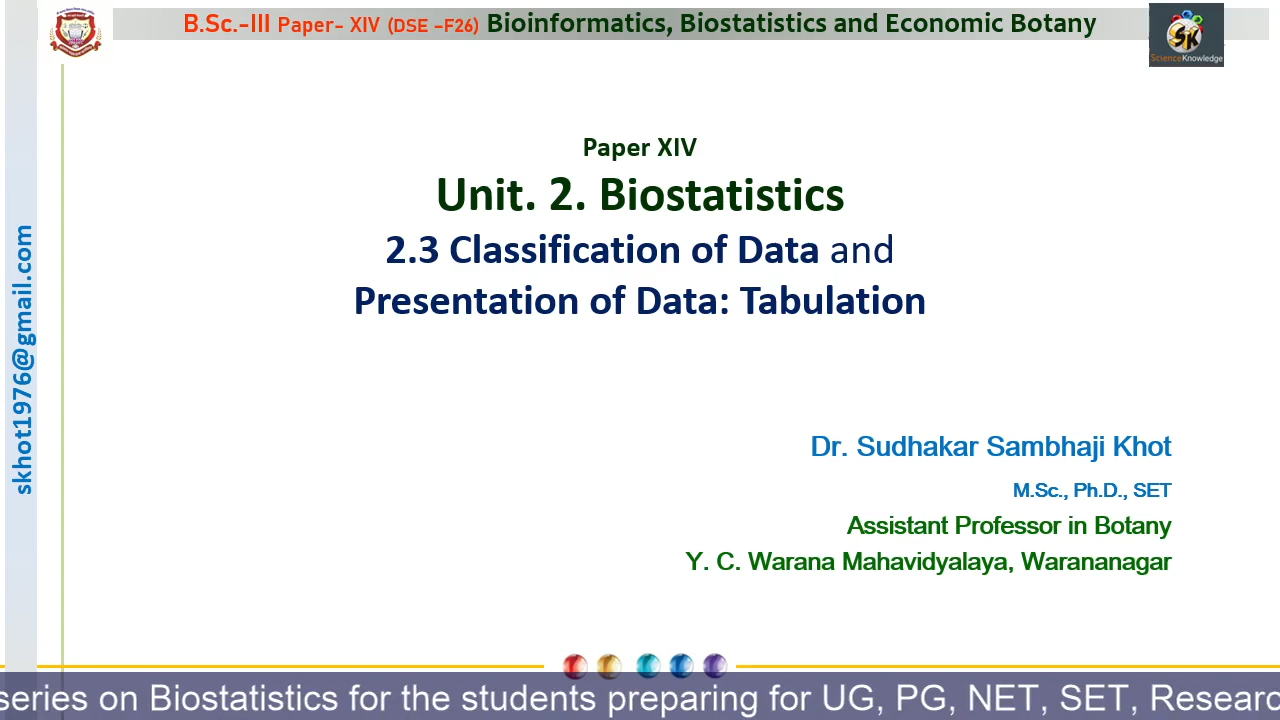 B.Sc.-III Paper- XIV (DSE –F26) Bioinformatics, Biostatistics and Economic Botany
SK
ScienceKnowledge
skhot1976@gmail.com
Paper XIV
Unit. 2. Biostatistics
2.3 Classification of Data and
Presentation of Data: Tabulation
Dr. Sudhakar Sambhaji Khot
M.Sc., Ph.D., SET
Assistant Professor in Botany
Y. C. Warana Mahavidyalaya, Warananagar
series on Biostatistics for the students preparing for UG, PG, NET, SET, Researc